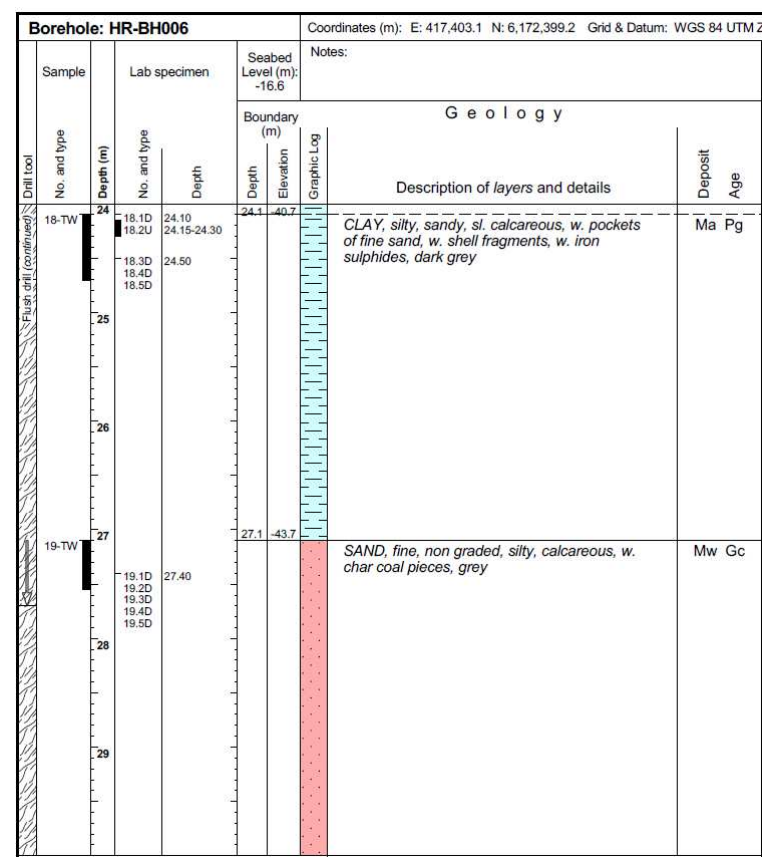 Borehole: HR-BH006
Coordinates (m): E: 417,403.1 N: 6,172,399.2 Grid & Datum: WGS 84 UTM Z
Sample
Lab specimen
Seabed
Level (m):
-16.6
Notes:
Boundary
(m)
Geology
Drill tool
No. and type
Depth (m)
No. and type
Depth
Depth
Elevation
Graphic Log
Description of layers and details
Deposit
Age
Flush drill (continued)
24
24.1 -40.7
18-TW
18.1D 24.10
18.2U 24.15-24.30
18.3D 24.50
18.4D
18.5D
CLAY, silty, sandy, sl. calcareous, w. pockets
of fine sand, w. shell fragments, w. iron
sulphides, dark grey
Ma Pg
25
26
27
27.1 -43.7
19-TW
19.1D 27.40
19.2D
19.3D
19.4D
19.5D
SAND, fine, non graded, silty, calcareous, w.
char coal pieces, grey
Mw Gc
28
29